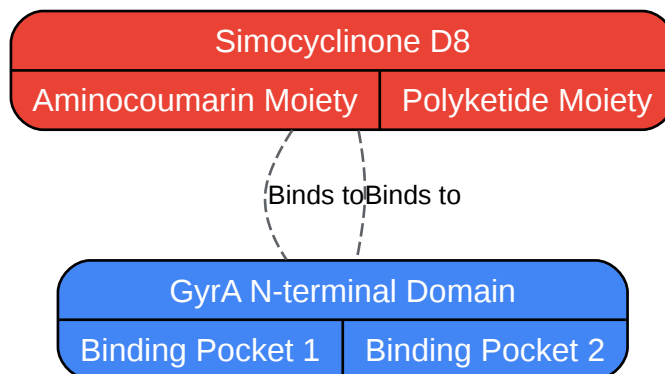 Simocyclinone D8
Aminocoumarin Moiety Polyketide Moiety
Binds to Binds to
GyrA N-terminal Domain
Binding Pocket 1 Binding Pocket 2